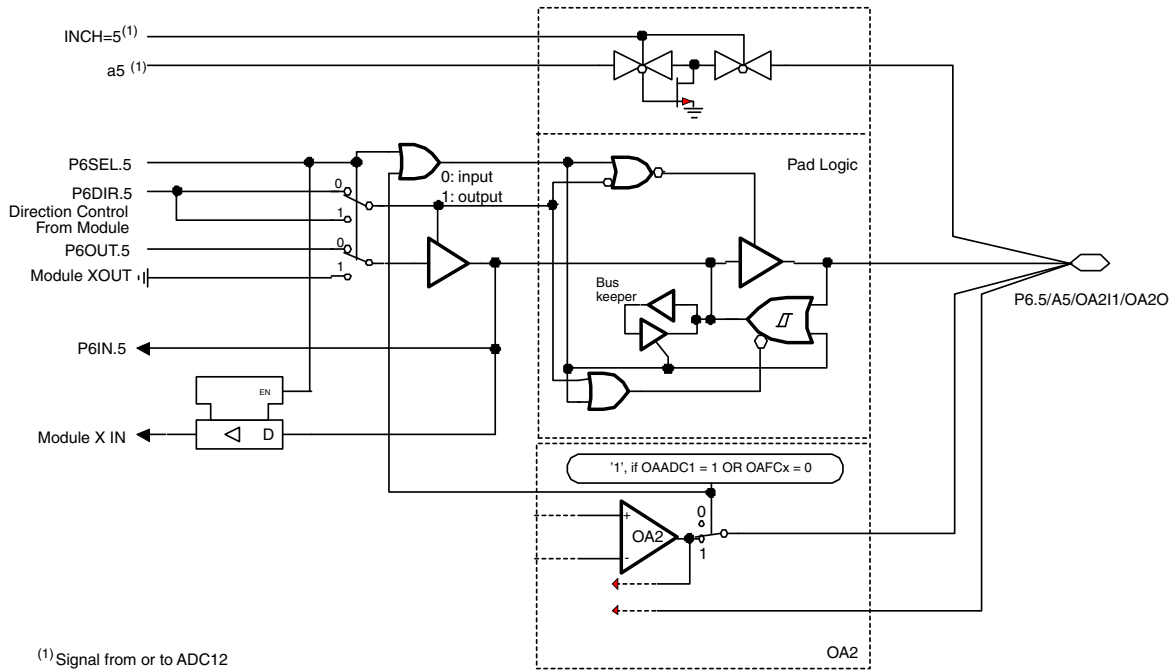 INCH=5(1)
a5 (1)
P6SEL.5
P6DIR.5
Direction Control
From Module
P6OUT.5
Module XOUT
P6IN.5
Module X IN
0
1
0
1
0: input
1: output
EN
D
Pad Logic
Bus
keeper
P6.5/A5/OA2I1/OA2O
'1', if OAADC1 = 1 OR OAFCx = 0
+
-
OA2
0
1
OA2
(1) Signal from or to ADC12